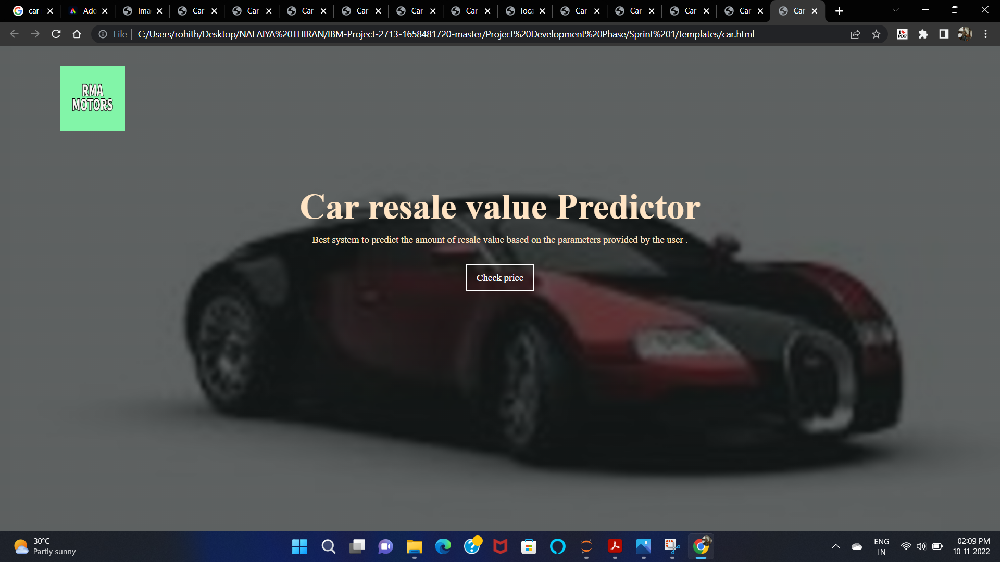 car
Adc
Ima
Car
Car
Car
Car
Car
Car
loca
Car
Car
Car
Car
Car
File
C:/Users/rohith/Desktop/NALAIYA%20THIRAN/IBM-Project-2713-1658481720-master/Project%20Development%20Phase/Sprint%201/templates/car.html
I
PDF
RMA
MOTORS
Car resale value Predictor
Best system to predict the amount of resale value based on the parameters provided by the user .
Check price
30°C
Partly sunny
ENG
IN
02:09 PM
10-11-2022